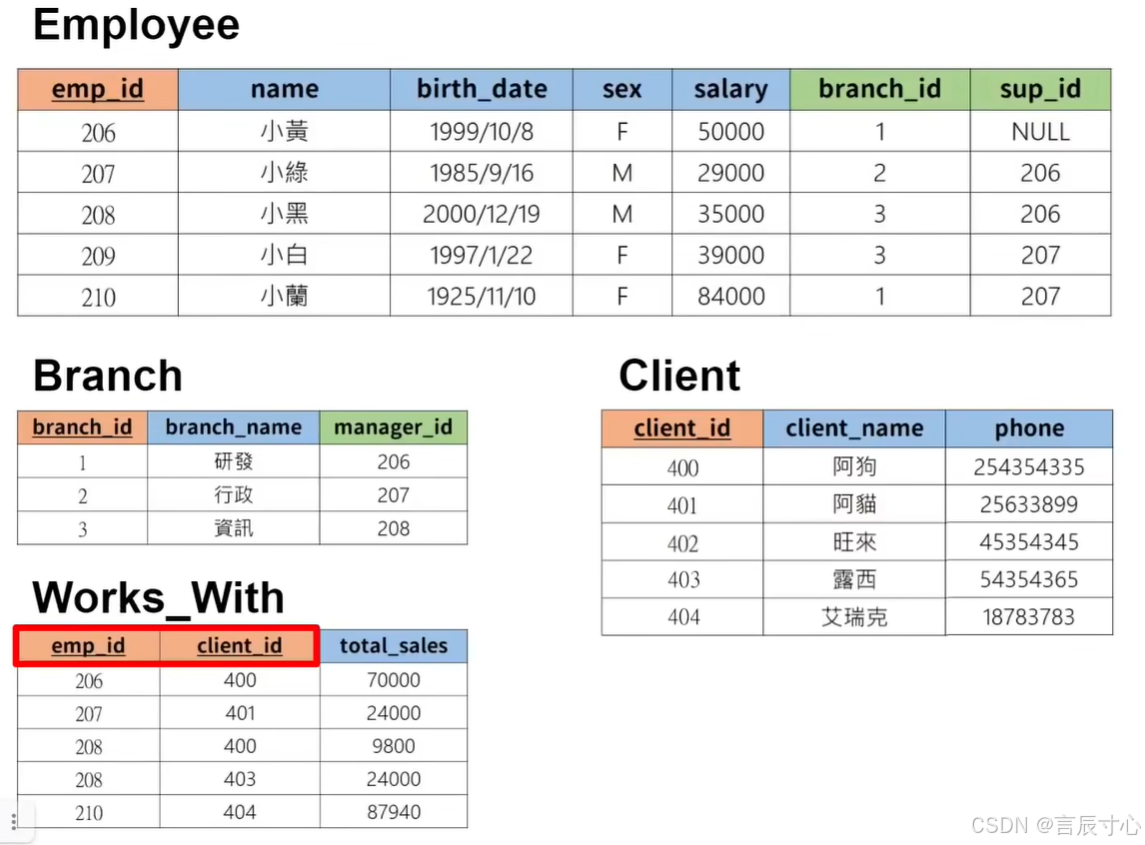 Employee
emp_id name birth_date sex salary branch_id sup_id
206 小黃 1999/10/8 F 50000 1 NULL
207 小綠 1985/9/16 M 29000 2 206
208 小黑 2000/12/19 M 35000 3 206
209 小白 1997/1/22 F 39000 3 207
210 小蘭 1925/11/10 F 84000 1 207
Branch
branch_id branch_name manager_id
1 研發 206
2 行政 207
3 資訊 208
Client
client_id client_name phone
400 阿狗 254354335
401 阿貓 25633899
402 旺來 45354345
403 露西 54354365
404 艾瑞克 18783783
Works_With
emp_id client_id total_sales
206 400 70000
207 401 24000
208 400 9800
208 403 24000
210 404 87940
CSDN @言辰寸心